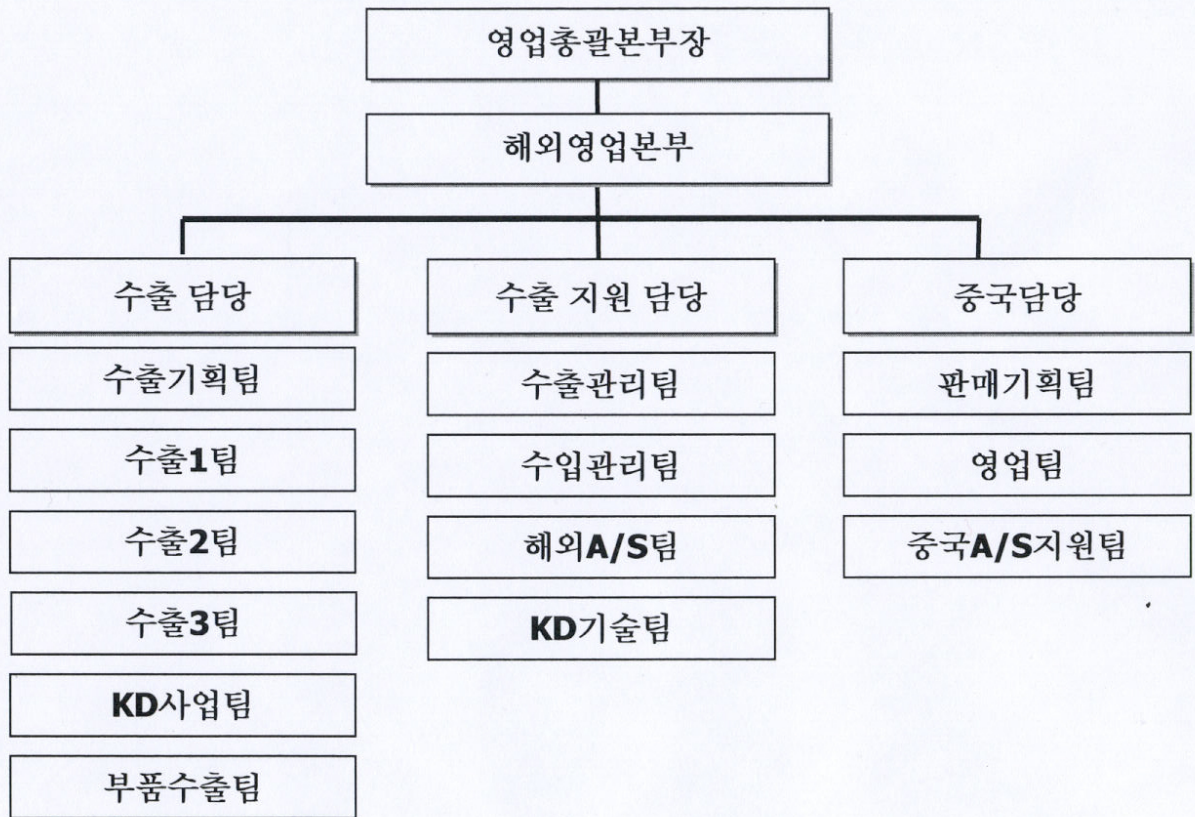 영업총괄본부장
해외영업본부
수출 담당
수출기획팀
수출1팀
수출2팀
수출3팀
KD사업팀
부품수출팀
수출 지원 담당
수출관리팀
수입관리팀
해외A/S팀
KD기술팀
중국담당
판매기획팀
영업팀
중국A/S지원팀